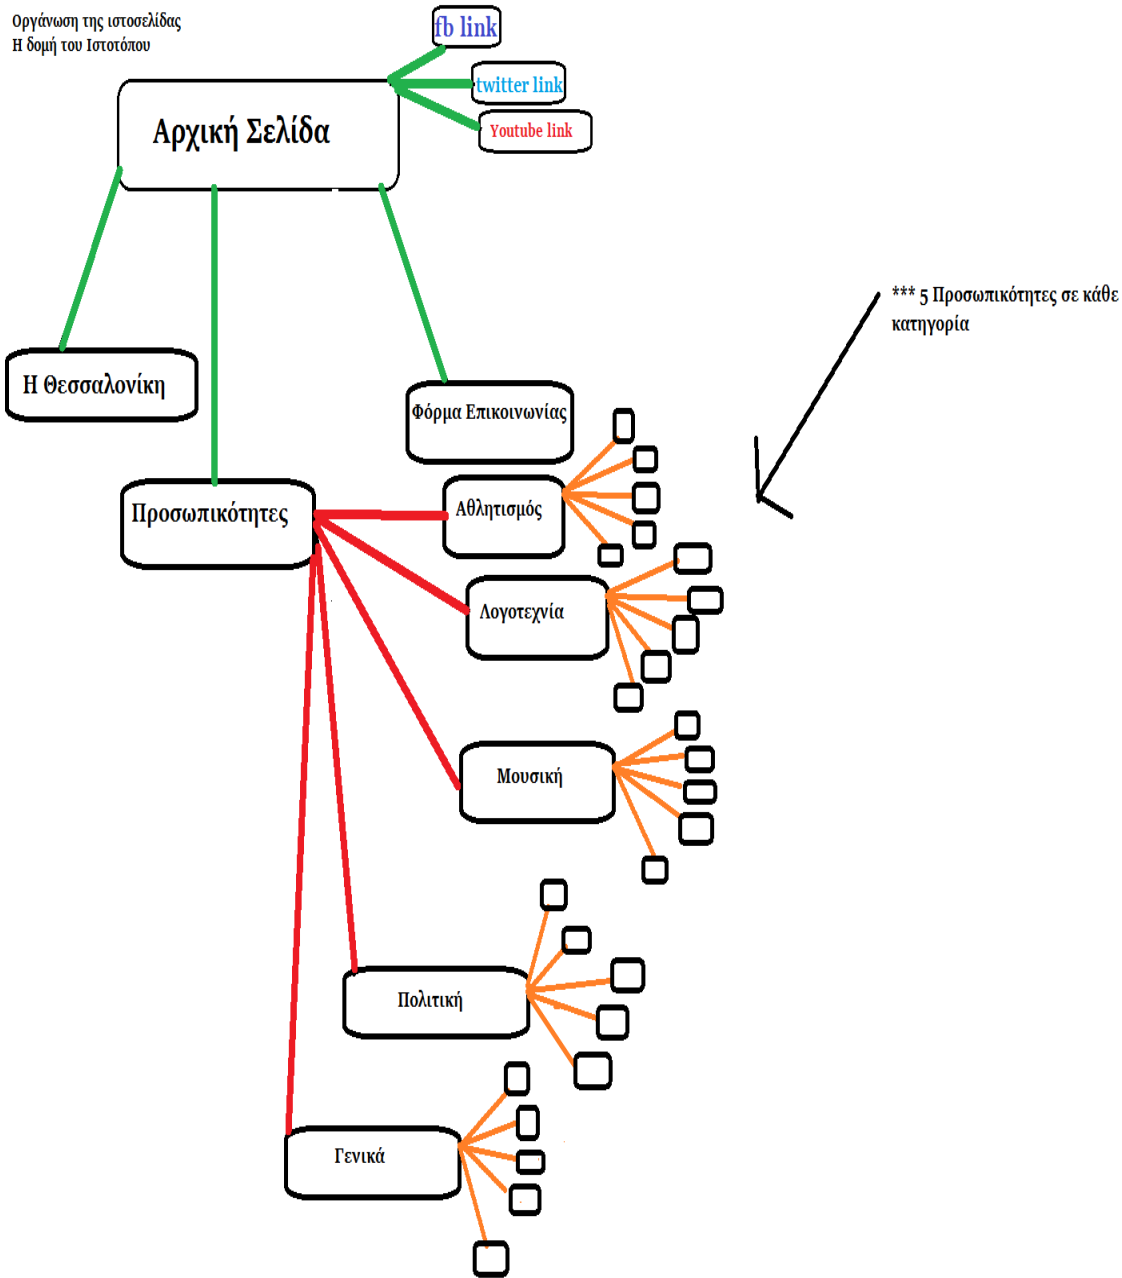 Οργάνωση της ιστοσελίδας
Η δομή του Ιστοτόπου
fb link
twitter link
Youtube link
Αρχική Σελίδα
*** 5 Προσωπικότητες σε κάθε
κατηγορία
Η Θεσσαλονίκη
Φόρμα Επικοινωνίας
Προσωπικότητες
Αθλητισμός
Λογοτεχνία
Μουσική
Πολιτική
Γενικά